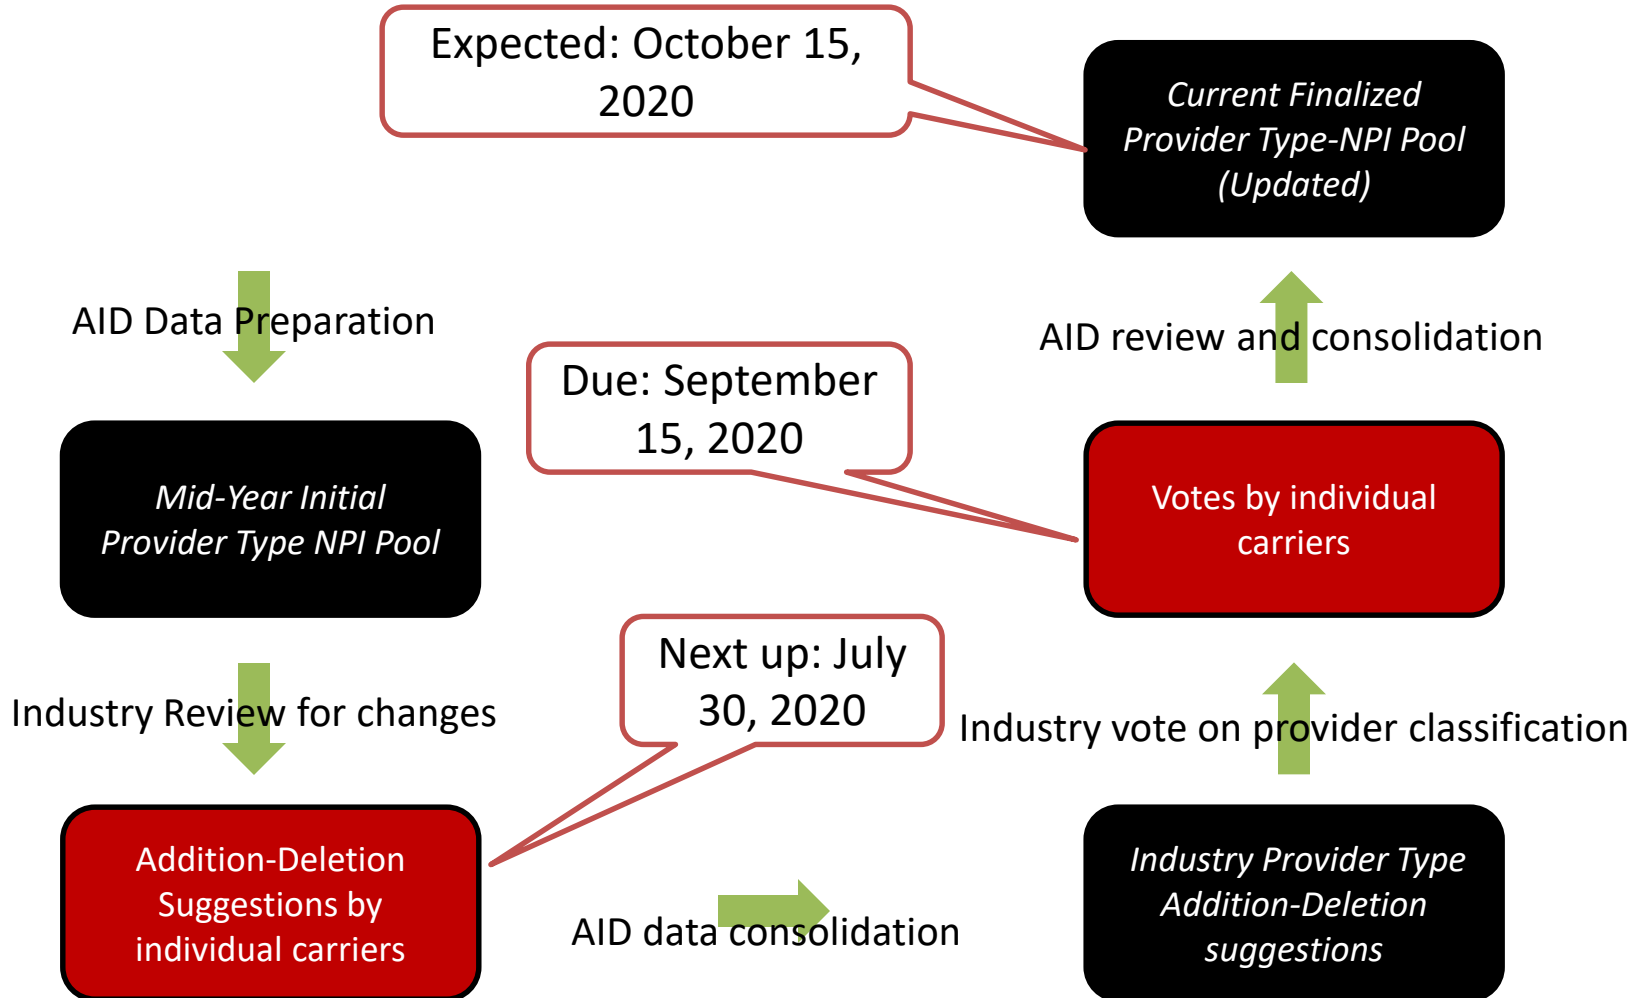 Expected: October 15,
2020
Current Finalized
Provider Type-NPI Pool
(Updated)
AID Data Preparation
AID review and consolidation
Due: September
15, 2020
Mid-Year Initial
Provider Type NPI Pool
Votes by individual
carriers
Next up: July
30, 2020
Industry Review for changes
Industry vote on provider classification
Addition-Deletion
Suggestions by
individual carriers
AID data consolidation
Industry Provider Type
Addition-Deletion
suggestions